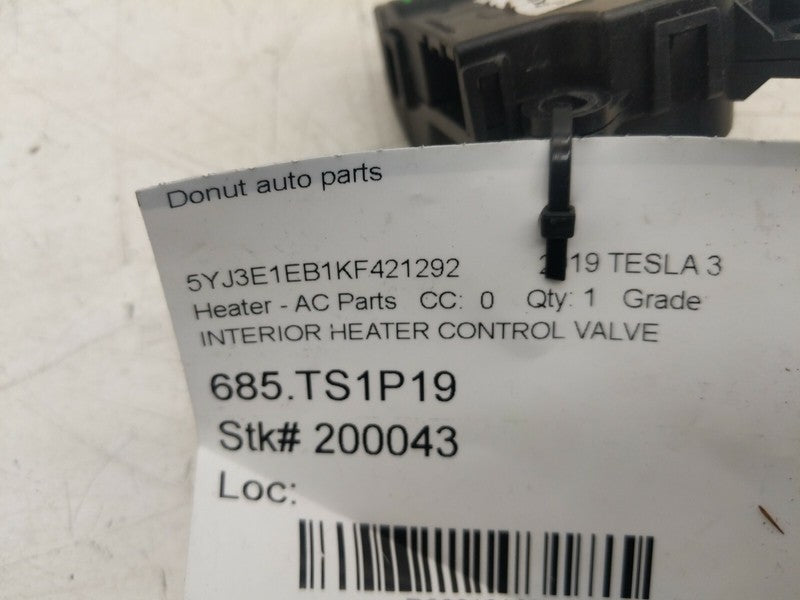 Donut auto parts
5YJ3E1EB1KF421292 19 TESLA 3
Heater - AC Parts CC: 0 Qty: 1 Grade
INTERIOR HEATER CONTROL VALVE
685.TS1P19
Stk# 200043
Loc: